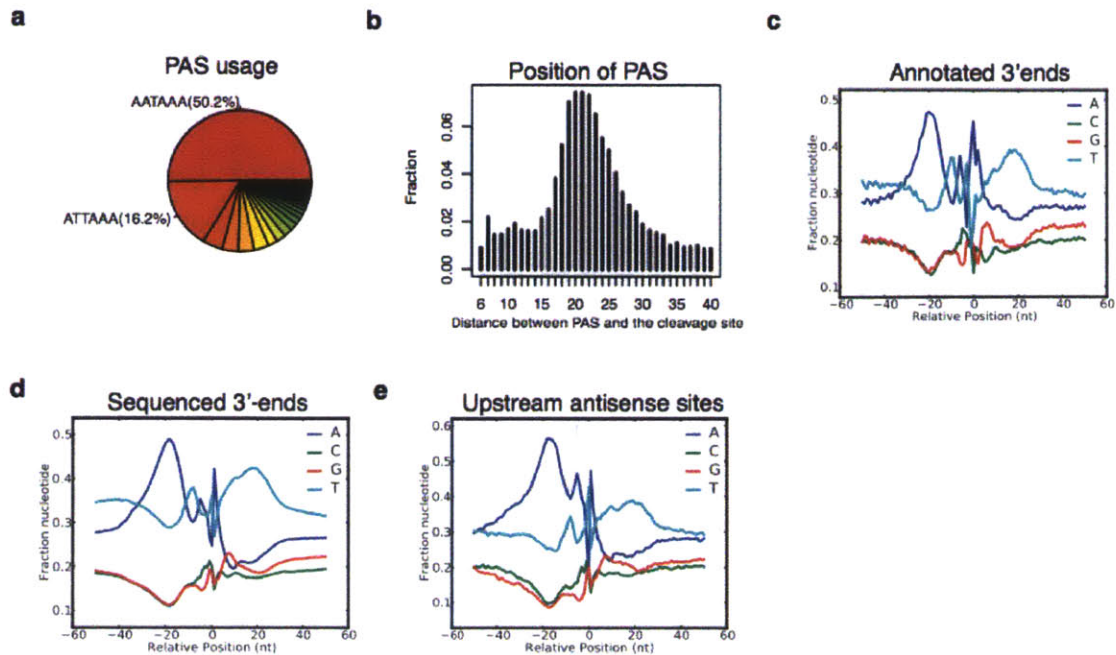 a
PAS usage
AATAAA(50.2%)
ATTAAA(16.2%)
b
Position of PAS
Fraction
0.00 0.02 0.04 0.06
6 10 15 20 25 30 35 40
Distance between PAS and the cleavage site
c
Annotated 3'ends
Fraction nucleotide
0.5
0.4
0.3
0.2
0.1
A
C
G
T
−60 −40 −20 0 20 40 60
Relative Position (nt)
d
Sequenced 3'-ends
Fraction nucleotide
0.5
0.4
0.3
0.2
0.1
A
C
G
T
−60 −40 −20 0 20 40 60
Relative Position (nt)
e
Upstream antisense sites
Fraction nucleotide
0.6
0.5
0.4
0.3
0.2
0.1
A
C
G
T
−60 −40 −20 0 20 40 60
Relative Position (nt)